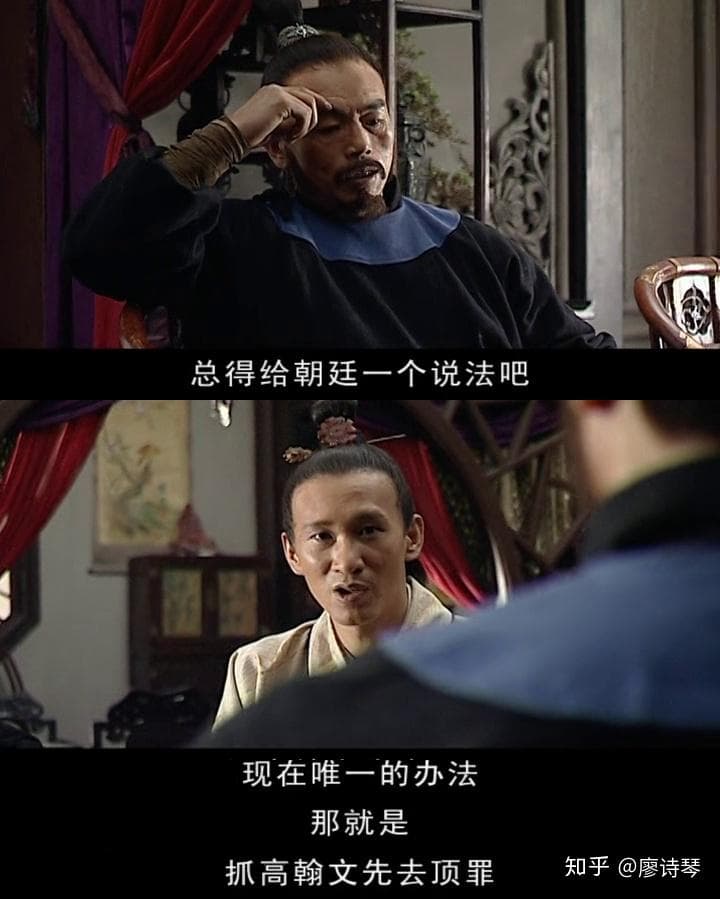 总得给朝廷一个说法吧
现在唯一的办法
那就是
抓高翰文先去顶罪
知乎 @廖诗琴